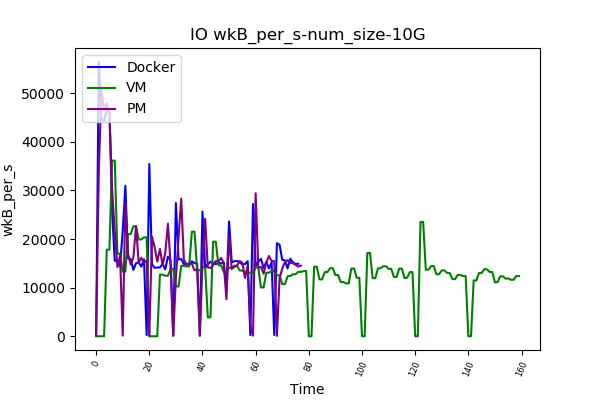 IO wkB_per_s-num_size-10G
Docker
VM
PM
wkB_per_s
50000
40000
30000
20000
10000
0
0 20 40 60 80 100 120 140 160
Time